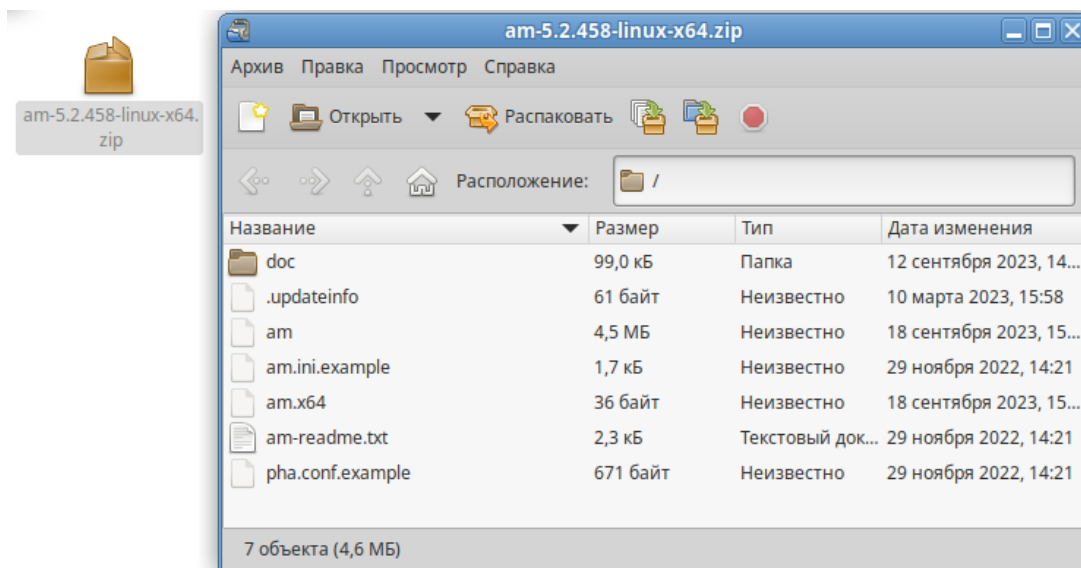 am-5.2.458-linux-x64.
zip
am-5.2.458-linux-x64.zip
Архив Правка Просмотр Справка
Открыть Распаковать
Расположение: /
Название Размер Тип Дата изменения
doc 99,0 кБ Папка 12 сентября 2023, 14...
.updateinfo 61 байт Неизвестно 10 марта 2023, 15:58
am 4,5 МБ Неизвестно 18 сентября 2023, 15...
am.ini.example 1,7 кБ Неизвестно 29 ноября 2022, 14:21
am.x64 36 байт Неизвестно 18 сентября 2023, 15...
am-readme.txt 2,3 кБ Текстовый док... 29 ноября 2022, 14:21
pha.conf.example 671 байт Неизвестно 29 ноября 2022, 14:21
7 объекта (4,6 МБ)